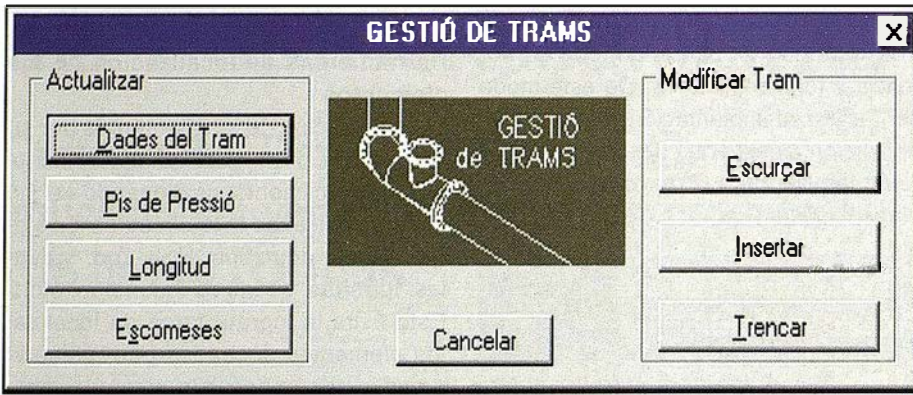 GESTIÓ DE TRAMS
Actualitzar
Dades del Tram
Pis de Pressió
Longitud
Escomeses
GESTIÓ
de TRAMS
Cancelar
Modificar Tram
Escurçar
Insertar
Trencar